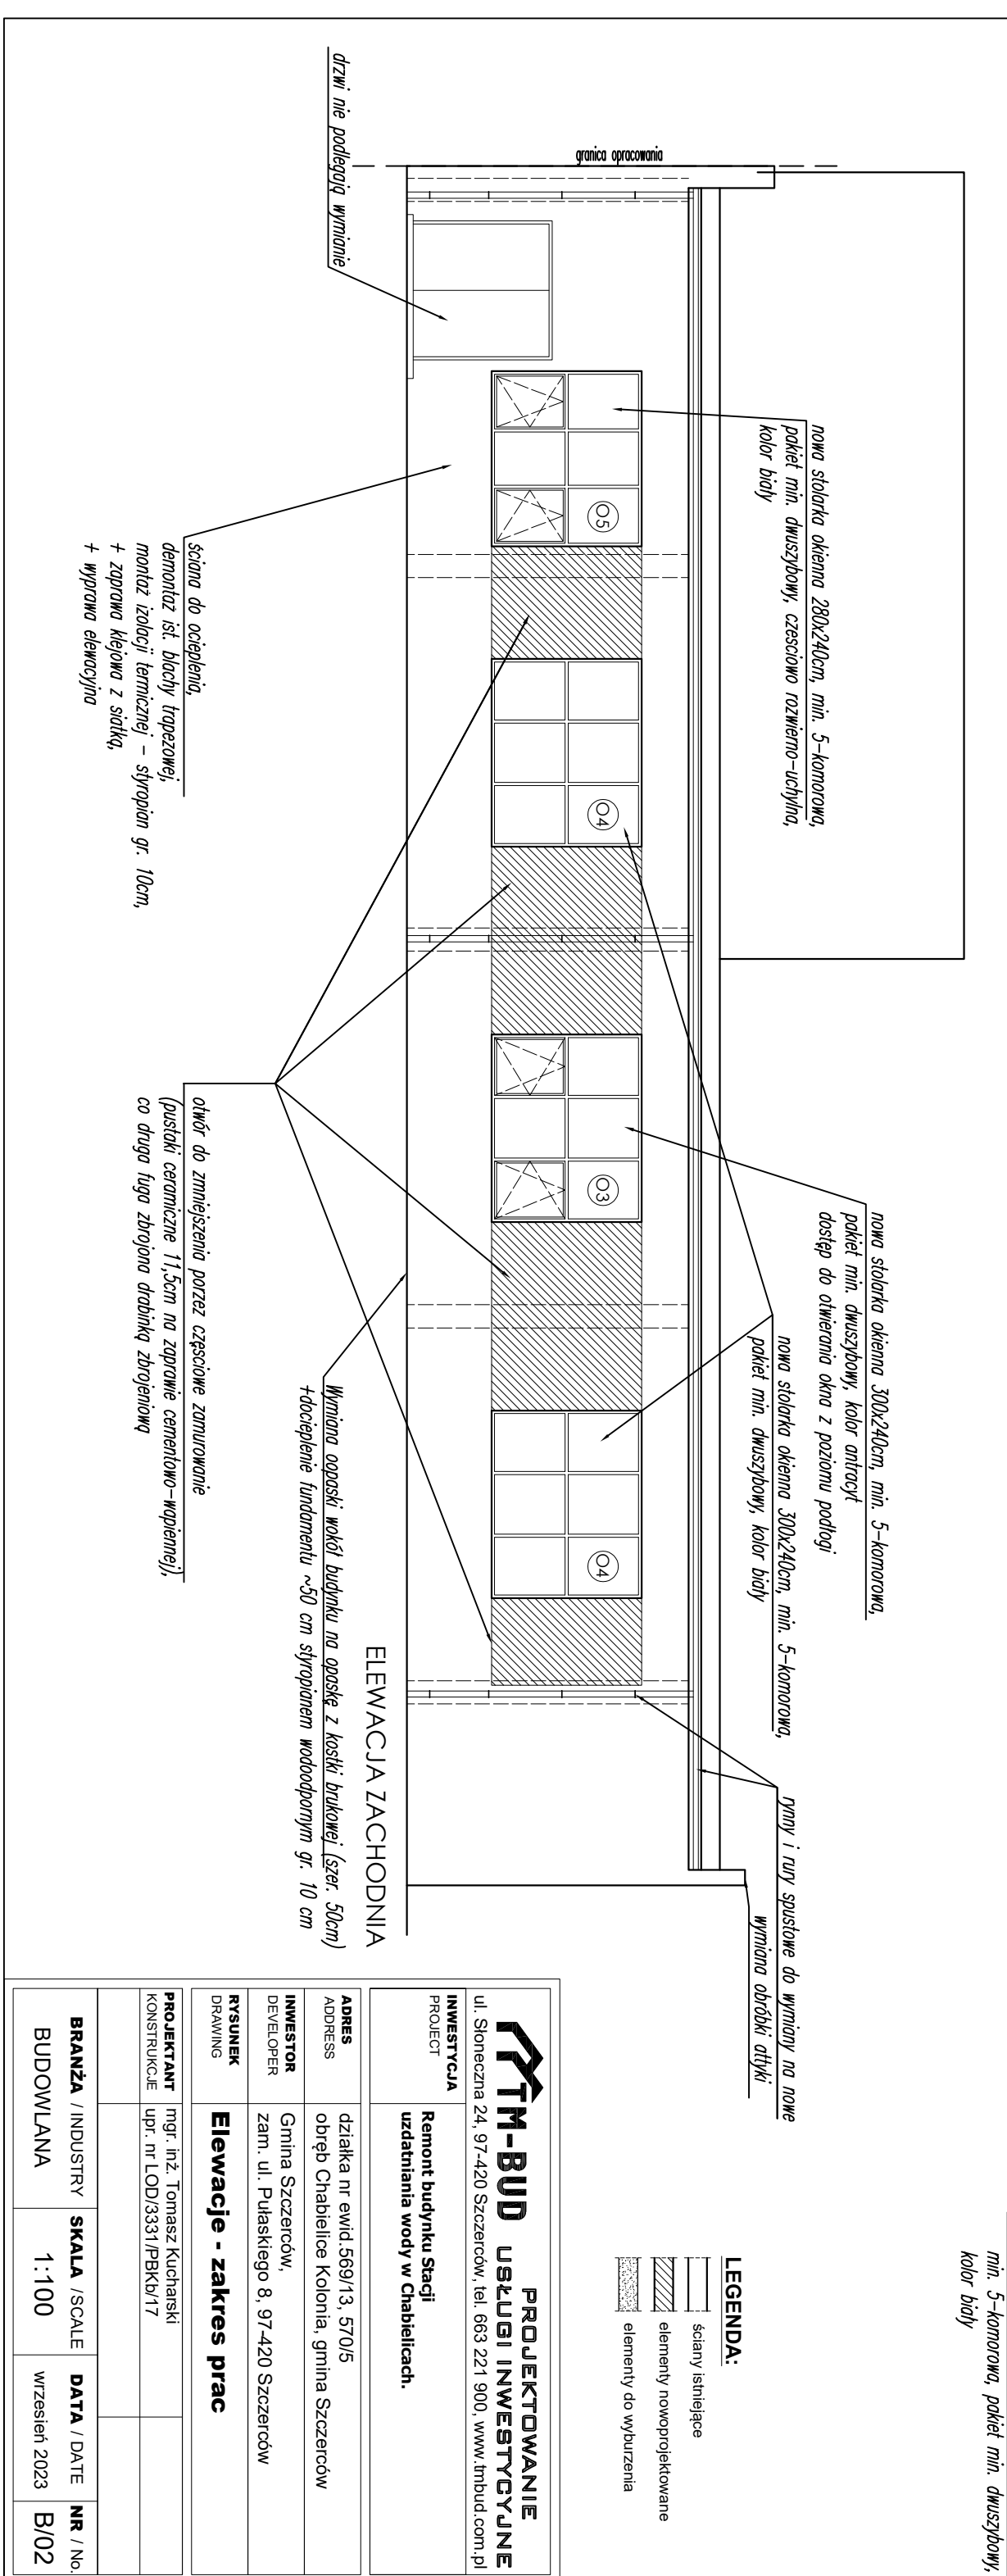 min. 5-komorowa, pakiet min. dwuszybowy,
kolor biały
nowa stolarka okienna 280x240cm, min. 5-komorowa,
pakiet min. dwuszybowy, czesciowo rozwierno-uchylna,
kolor biały
nowa stolarka okienna 300x240cm, min. 5-komorowa,
pakiet min. dwuszybowy, kolor antracyt
dostęp do otwierania okna z poziomu podłogi
nowa stolarka okienna 300x240cm, min. 5-komorowa,
pakiet min. dwuszybowy, kolor biały
rynny i rury spustowe do wymiany na nowe
wymiana obróbki attyki
granica opracowania
O5
O4
O3
O4
drzwi nie podlegają wymianie
ściana do ocieplenia,
demontaż ist. blachy trapezowej,
montaż izolacji termicznej - styropian gr. 10cm,
+ zaprawa klejowa z siatką,
+ wyprawa elewacyjna
otwór do zmniejszenia porzez częsciowe zamurowanie
(pustaki ceramiczne 11,5cm na zaprawie cementowo-wapiennej),
co druga fuga zbrojona drabinką zbrojeniową
Wymiana oopaski wokół budynku na opaskę z kostki brukowej (szer. 50cm)
+docieplenie fundamentu ~50 cm styropianem wodoodpornym gr. 10 cm
ELEWACJA ZACHODNIA
LEGENDA:
ściany istniejące
elementy nowoprojektowane
elementy do wyburzenia
TM-BUD PROJEKTOWANIE
USŁUGI INWESTYCYJNE
ul. Słoneczna 24, 97-420 Szczerców, tel. 663 221 900, www.tmbud.com.pl
INWESTYCJA
PROJECT
Remont budynku Stacji
uzdatniania wody w Chabielicach.
ADRES
ADDRESS
działka nr ewid.569/13, 570/5
obręb Chabielice Kolonia, gmina Szczerców
INWESTOR
DEVELOPER
Gmina Szczerców,
zam. ul. Pułaskiego 8, 97-420 Szczerców
RYSUNEK
DRAWING
Elewacje - zakres prac
PROJEKTANT
KONSTRUKCJE
mgr. inż. Tomasz Kucharski
upr. nr LOD/3331/PBKb/17
BRANŻA / INDUSTRY
BUDOWLANA
SKALA / SCALE
1:100
DATA / DATE
wrzesień 2023
NR / No.
B/02